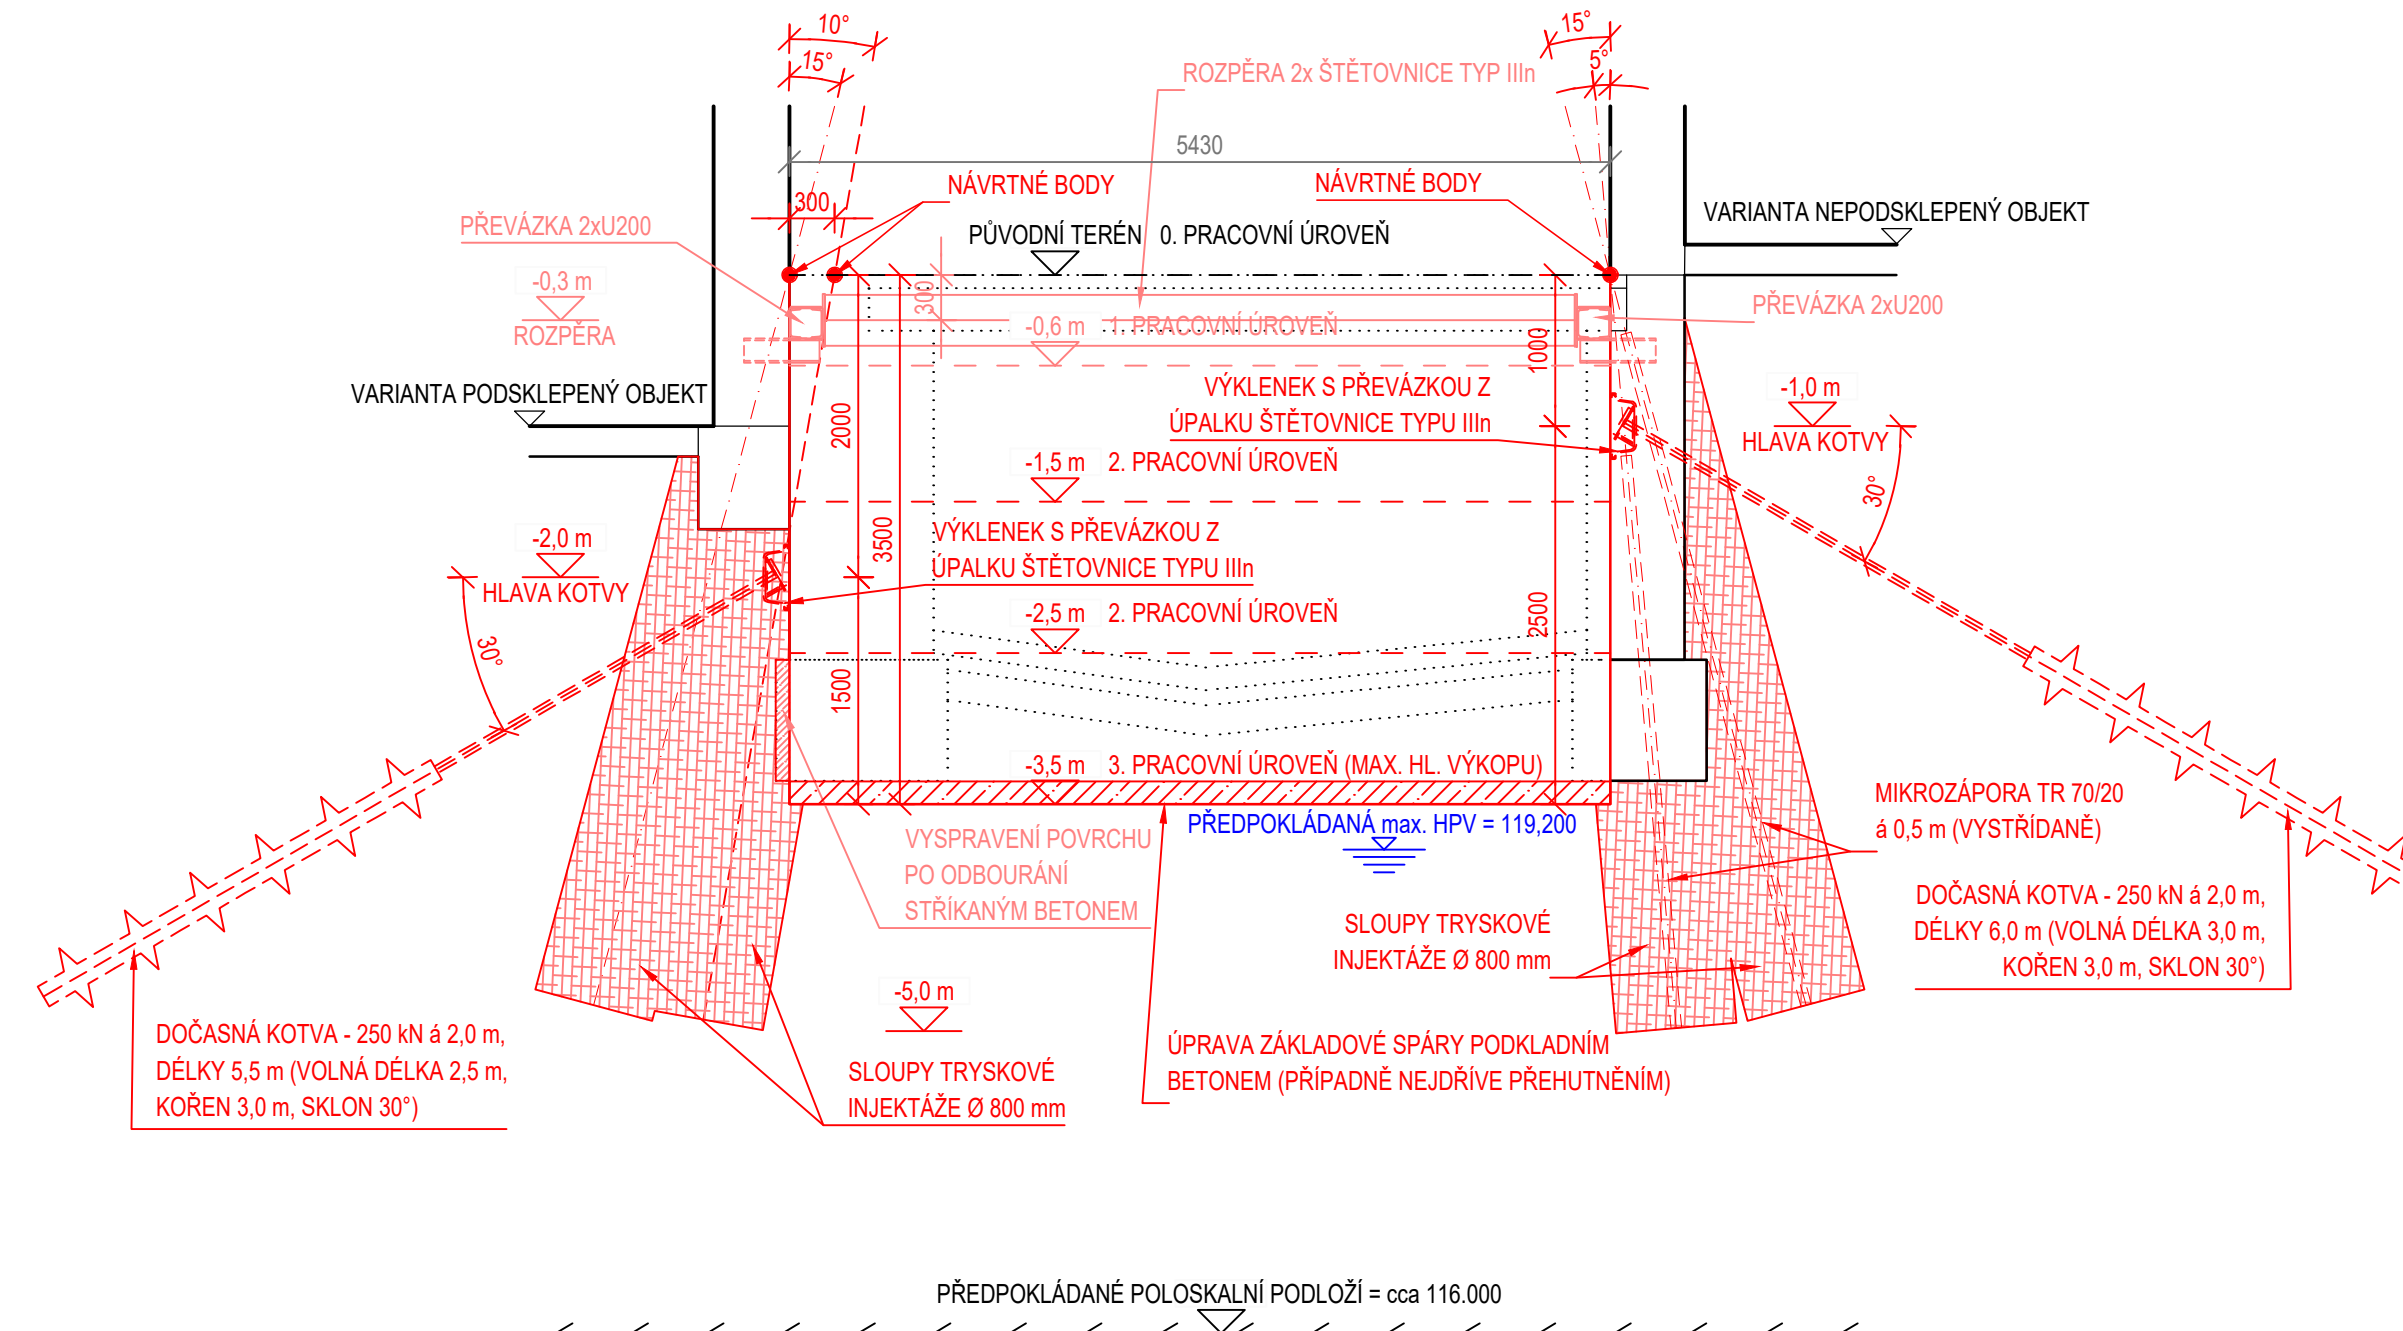 10°
15°
15°
5°
ROZPĚRA 2x ŠTĚTOVNICE TYP IIIn
5430
NÁVRTNÉ BODY
NÁVRTNÉ BODY
300
PŘEVÁZKA 2xU200
VARIANTA NEPODSKLEPENÝ OBJEKT
PŮVODNÍ TERÉN 0. PRACOVNÍ ÚROVEŇ
-0,3 m
ROZPĚRA
300
-0,6 m 1. PRACOVNÍ ÚROVEŇ
PŘEVÁZKA 2xU200
1000
VARIANTA PODSKLEPENÝ OBJEKT
VÝKLENEK S PŘEVÁZKOU Z
ÚPALKU ŠTĚTOVNICE TYPU IIIn
-1,0 m
HLAVA KOTVY
2000
-1,5 m 2. PRACOVNÍ ÚROVEŇ
30°
3500
-2,0 m
HLAVA KOTVY
VÝKLENEK S PŘEVÁZKOU Z
ÚPALKU ŠTĚTOVNICE TYPU IIIn
-2,5 m 2. PRACOVNÍ ÚROVEŇ
2500
30°
1500
-3,5 m 3. PRACOVNÍ ÚROVEŇ (MAX. HL. VÝKOPU)
PŘEDPOKLÁDANÁ max. HPV = 119,200
MIKROZÁPORA TR 70/20
á 0,5 m (VYSTŘÍDANĚ)
VYSPRAVENÍ POVRCHU
PO ODBOURÁNÍ
STŘÍKANÝM BETONEM
SLOUPY TRYSKOVÉ
INJEKTÁŽE Ø 800 mm
DOČASNÁ KOTVA - 250 kN á 2,0 m,
DÉLKY 6,0 m (VOLNÁ DÉLKA 3,0 m,
KOŘEN 3,0 m, SKLON 30°)
-5,0 m
DOČASNÁ KOTVA - 250 kN á 2,0 m,
DÉLKY 5,5 m (VOLNÁ DÉLKA 2,5 m,
KOŘEN 3,0 m, SKLON 30°)
SLOUPY TRYSKOVÉ
INJEKTÁŽE Ø 800 mm
ÚPRAVA ZÁKLADOVÉ SPÁRY PODKLADNÍM
BETONEM (PŘÍPADNĚ NEJDŘÍVE PŘEHUTNĚNÍM)
PŘEDPOKLÁDANÉ POLOSKALNÍ PODLOŽÍ = cca 116.000